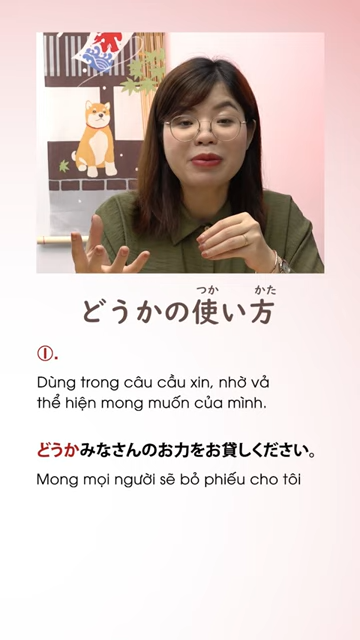 つか かた
どうかの使い方
①.
Dùng trong câu cầu xin, nhờ vả
thể hiện mong muốn của mình.
どうかみなさんのお力をお貸しください。
Mong mọi người sẽ bỏ phiếu cho tôi